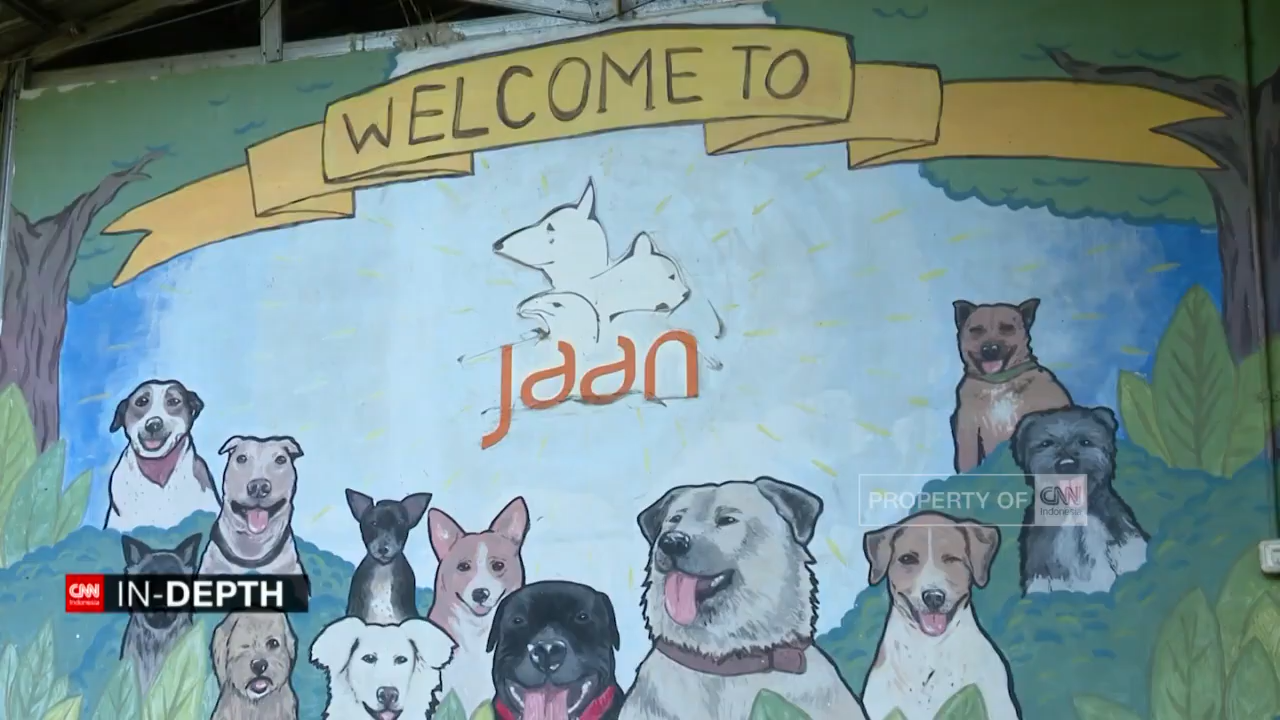 WELCOME TO
jaan
PROPERTY OF CNN
Indonesia
CNN
Indonesia
IN-DEPTH